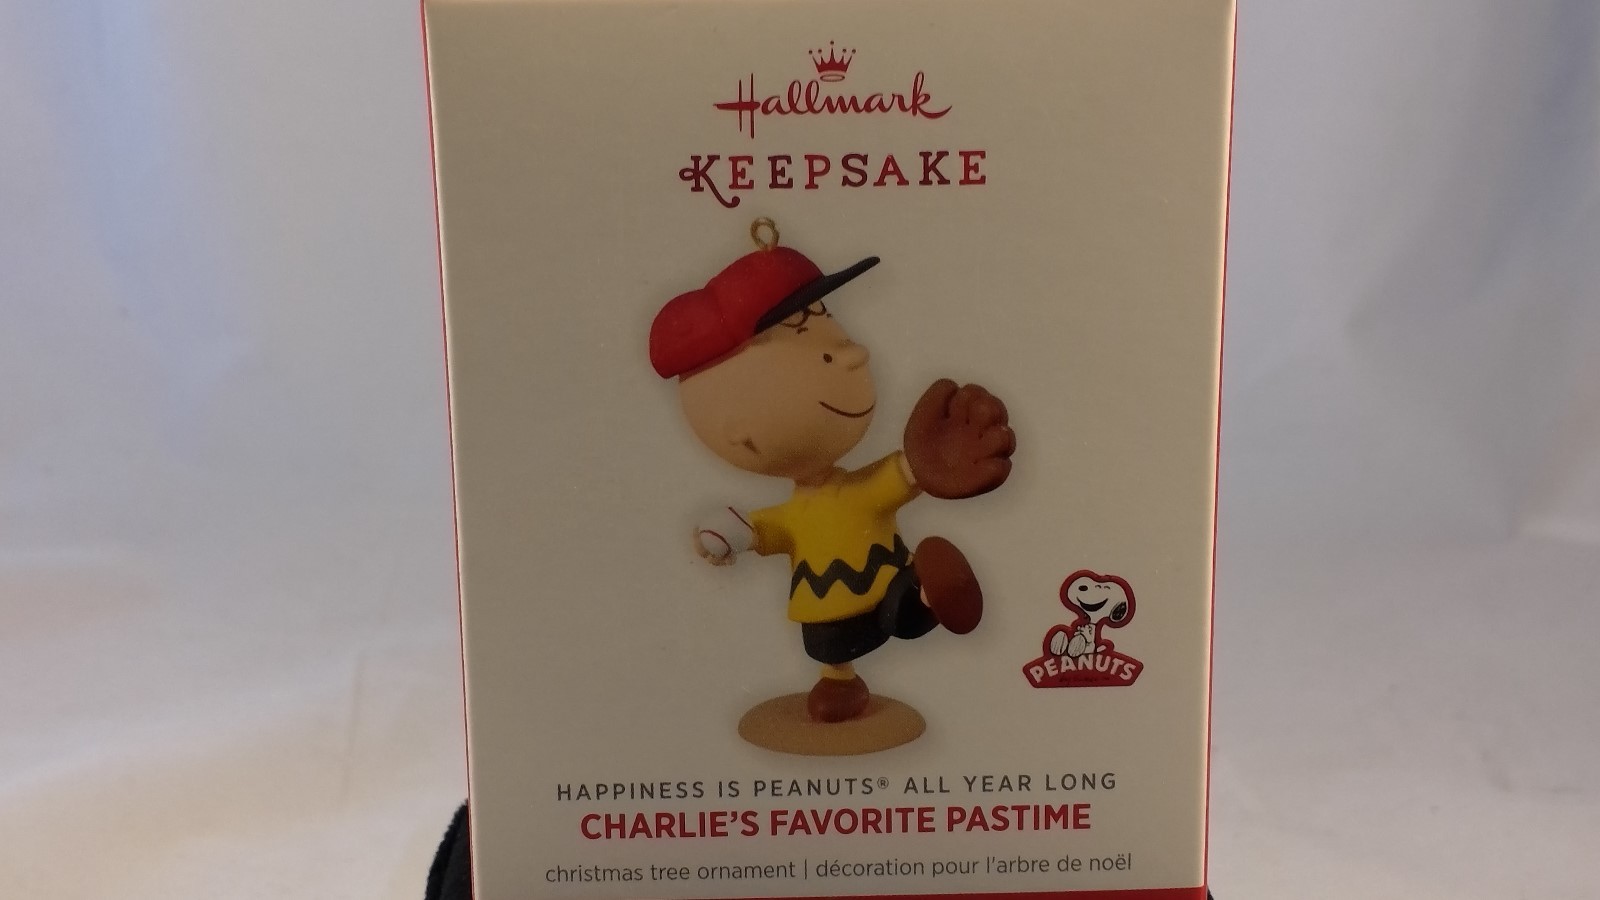 Hallmark
KEEPSAKE
PEANUTS
HAPPINESS IS PEANUTS® ALL YEAR LONG
CHARLIE'S FAVORITE PASTIME
christmas tree ornament | décoration pour l'arbre de noël